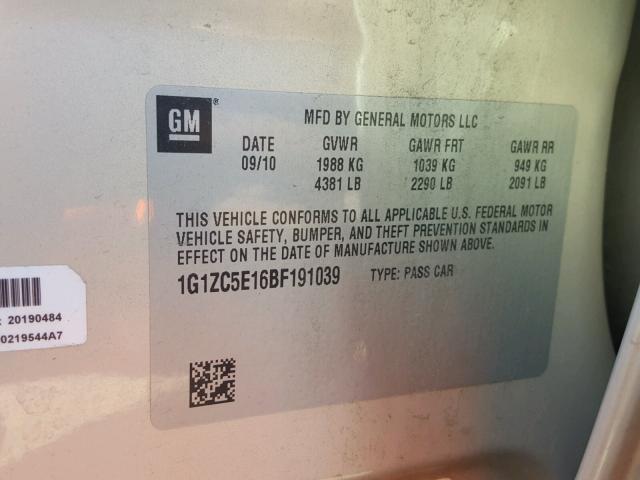 GM
®
MFD BY GENERAL MOTORS LLC
DATE GVWR GAWR FRT GAWR RR
09/10 1988 KG 1039 KG 949 KG
4381 LB 2290 LB 2091 LB
THIS VEHICLE CONFORMS TO ALL APPLICABLE U.S. FEDERAL MOTOR
VEHICLE SAFETY, BUMPER, AND THEFT PREVENTION STANDARDS IN
EFFECT ON THE DATE OF MANUFACTURE SHOWN ABOVE.
1G1ZC5E16BF191039 TYPE: PASS CAR
: 20190484
0219544A7